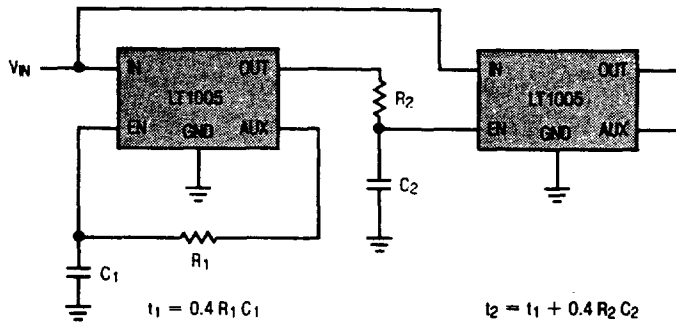 V_IN
IN OUT
LT1005
EN GND AUX
R₁
C₁
t₁ = 0.4 R₁ C₁
R₂
C₂
IN OUT
LT1005
EN GND AUX
t₂ = t₁ + 0.4 R₂ C₂